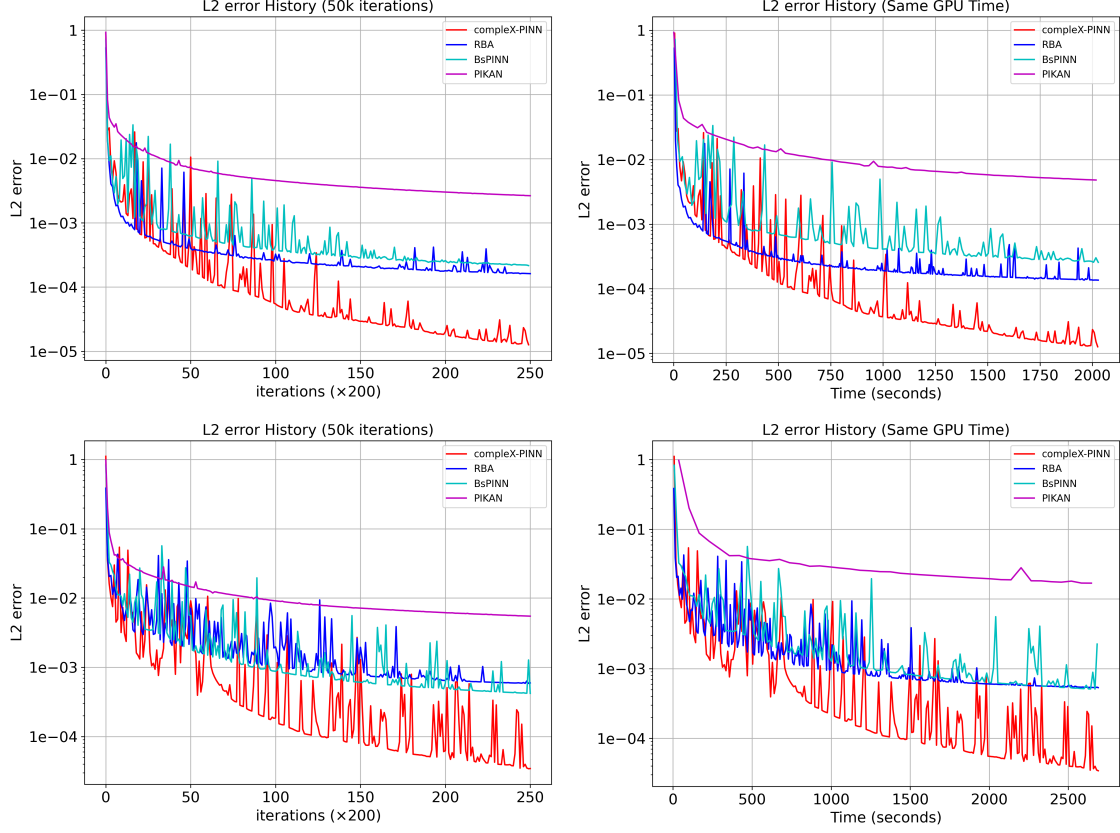 L2 error History (50k iterations)
L2 error
1
1e−01
1e−02
1e−03
1e−04
1e−05
0
50
100
150
200
250
iterations (×200)
compleX-PINN
RBA
BsPINN
PIKAN
L2 error History (Same GPU Time)
L2 error
1
1e−01
1e−02
1e−03
1e−04
1e−05
0
250
500
750
1000
1250
1500
1750
2000
Time (seconds)
compleX-PINN
RBA
BsPINN
PIKAN
L2 error History (50k iterations)
L2 error
1
1e−01
1e−02
1e−03
1e−04
0
50
100
150
200
250
iterations (×200)
compleX-PINN
RBA
BsPINN
PIKAN
L2 error History (Same GPU Time)
L2 error
1
1e−01
1e−02
1e−03
1e−04
0
500
1000
1500
2000
2500
Time (seconds)
compleX-PINN
RBA
BsPINN
PIKAN